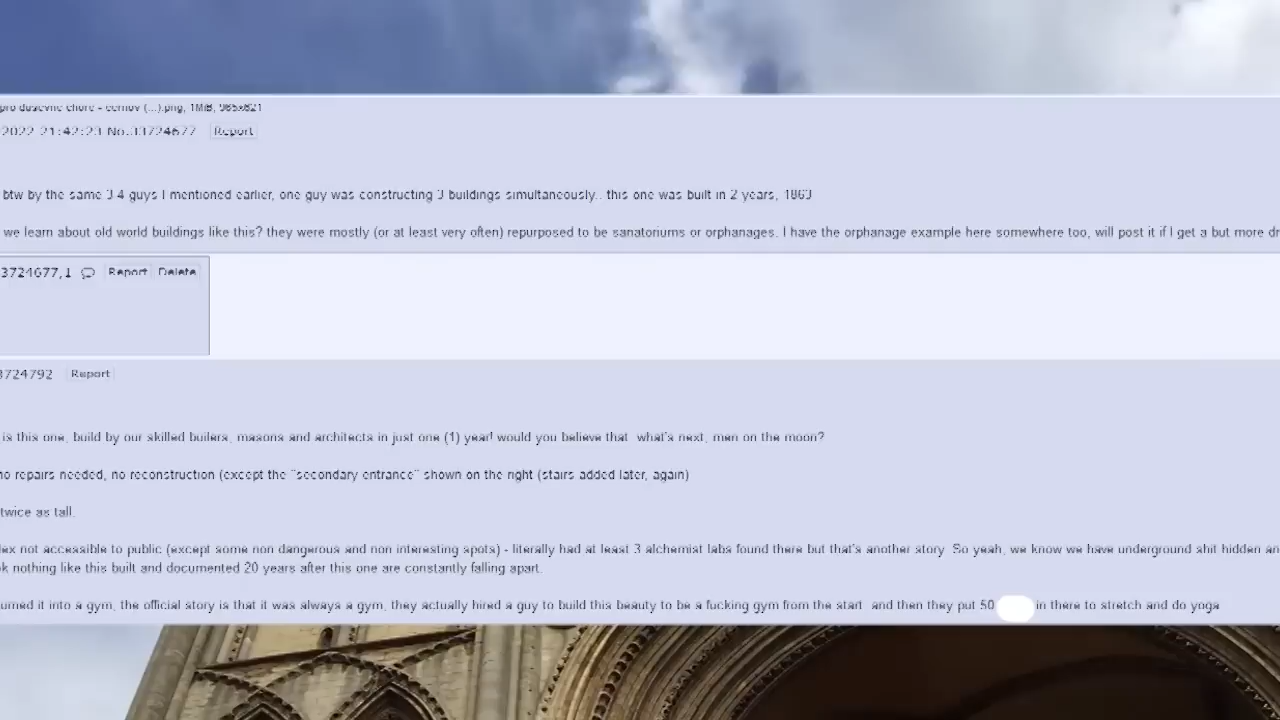 pro dusevne chore - cernov (...).png, 1MiB, 985x821
2022 21:42:23 No.33724677 Report
btw by the same 3 4 guys I mentioned earlier, one guy was constructing 3 buildings simultaneously.. this one was built in 2 years, 1863
we learn about old world buildings like this? they were mostly (or at least very often) repurposed to be sanatoriums or orphanages. I have the orphanage example here somewhere too, will post it if I get a but more
3724677,1 Report Delete
3724792 Report
is this one, build by our skilled builers, masons and architects in just one (1) year! would you believe that what's next, men on the moon?
no repairs needed, no reconstruction (except the "secondary entrance" shown on the right (stairs added later, again)
twice as tall.
not accessible to public (except some non dangerous and non interesting spots) - literally had at least 3 alchemist labs found there but that's another story. So yeah, we know we have underground shit hidden
nothing like this built and documented 20 years after this one are constantly falling apart.
it into a gym, the official story is that it was always a gym, they actually hired a guy to build this beauty to be a fucking gym from the start and then they put 50 in there to stretch and do yoga